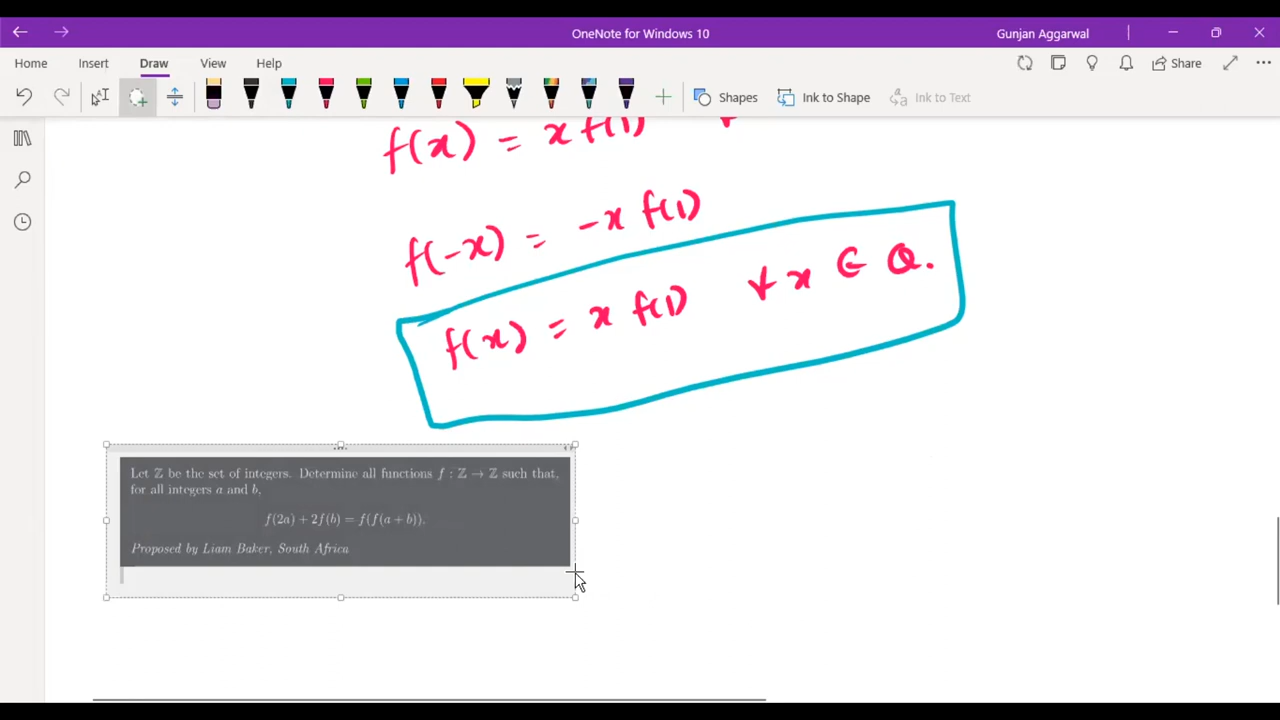 OneNote for Windows 10
Gunjan Aggarwal
Home Insert Draw View Help
Share
Shapes
Ink to Shape
Ink to Text
f(x) = x f(1) ∀
f(-x) = -x f(1)
f(x) = x f(1) ∀ x ∈ Q.
Let ℤ be the set of integers. Determine all functions f : ℤ → ℤ such that,
for all integers a and b,
f(2a) + 2f(b) = f(f(a + b)).
Proposed by Liam Baker, South Africa